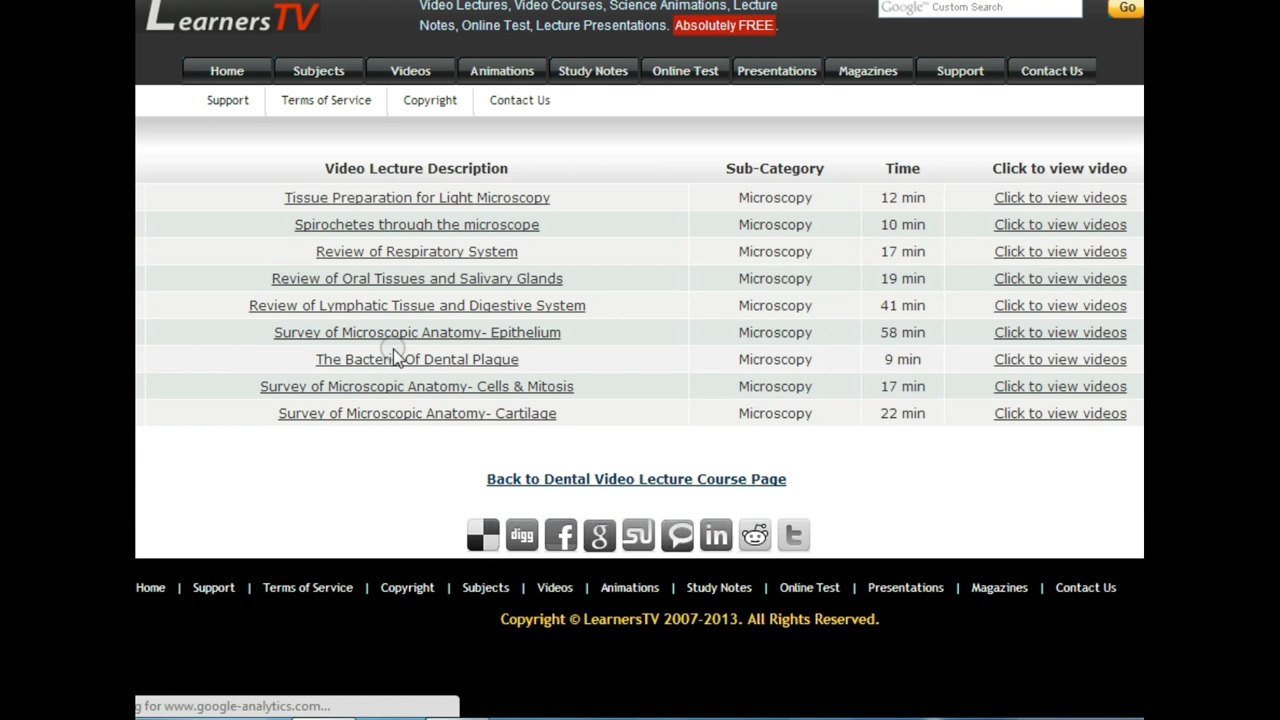 LearnersTV
Video Lectures, Video Courses, Science Animations, Lecture
Notes, Online Test, Lecture Presentations. Absolutely FREE.
Google™ Custom Search
Go
Home Subjects Videos Animations Study Notes Online Test Presentations Magazines Support Contact Us
Support Terms of Service Copyright Contact Us
Video Lecture Description Sub-Category Time Click to view video
Tissue Preparation for Light Microscopy Microscopy 12 min Click to view videos
Spirochetes through the microscope Microscopy 10 min Click to view videos
Review of Respiratory System Microscopy 17 min Click to view videos
Review of Oral Tissues and Salivary Glands Microscopy 19 min Click to view videos
Review of Lymphatic Tissue and Digestive System Microscopy 41 min Click to view videos
Survey of Microscopic Anatomy- Epithelium Microscopy 58 min Click to view videos
The Bacteria Of Dental Plaque Microscopy 9 min Click to view videos
Survey of Microscopic Anatomy- Cells & Mitosis Microscopy 17 min Click to view videos
Survey of Microscopic Anatomy- Cartilage Microscopy 22 min Click to view videos
Back to Dental Video Lecture Course Page
digg f g in t
Home | Support | Terms of Service | Copyright | Subjects | Videos | Animations | Study Notes | Online Test | Presentations | Magazines | Contact Us
Copyright © LearnersTV 2007-2013. All Rights Reserved.
g for www.google-analytics.com...